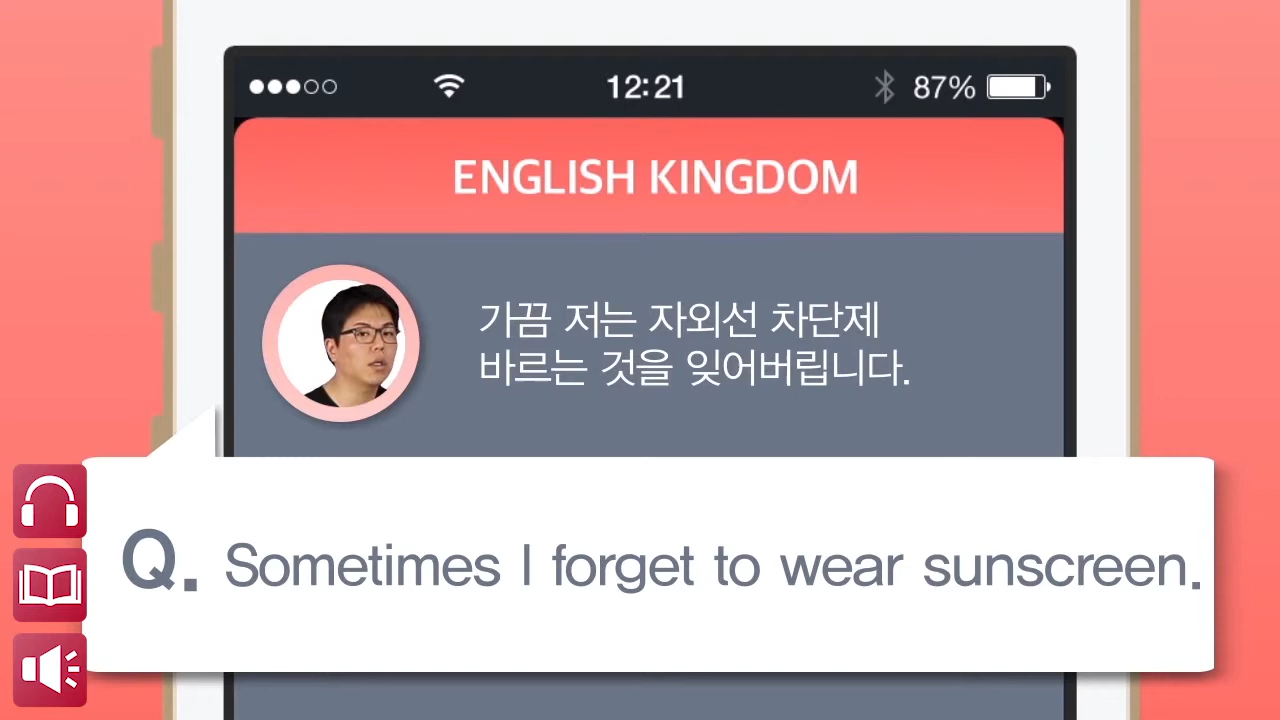 12:21 87%
ENGLISH KINGDOM
가끔 저는 자외선 차단제
바르는 것을 잊어버립니다.
Q. Sometimes I forget to wear sunscreen.